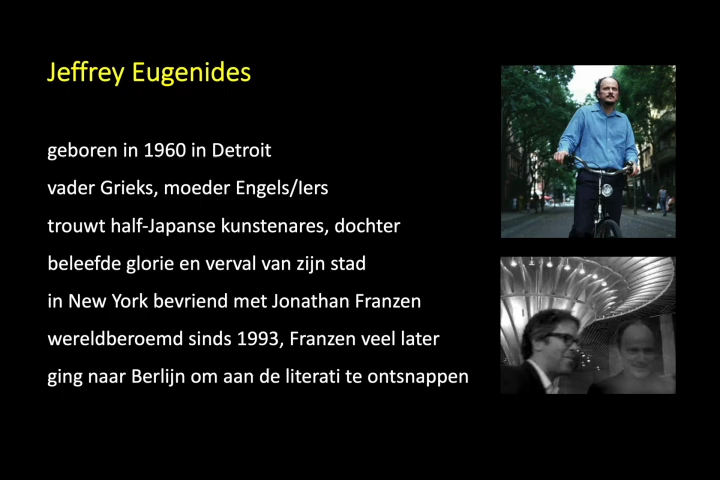 Jeffrey Eugenides
geboren in 1960 in Detroit
vader Grieks, moeder Engels/Iers
trouwt half-Japanse kunstenares, dochter
beleefde glorie en verval van zijn stad
in New York bevriend met Jonathan Franzen
wereldberoemd sinds 1993, Franzen veel later
ging naar Berlijn om aan de literati te ontsnappen